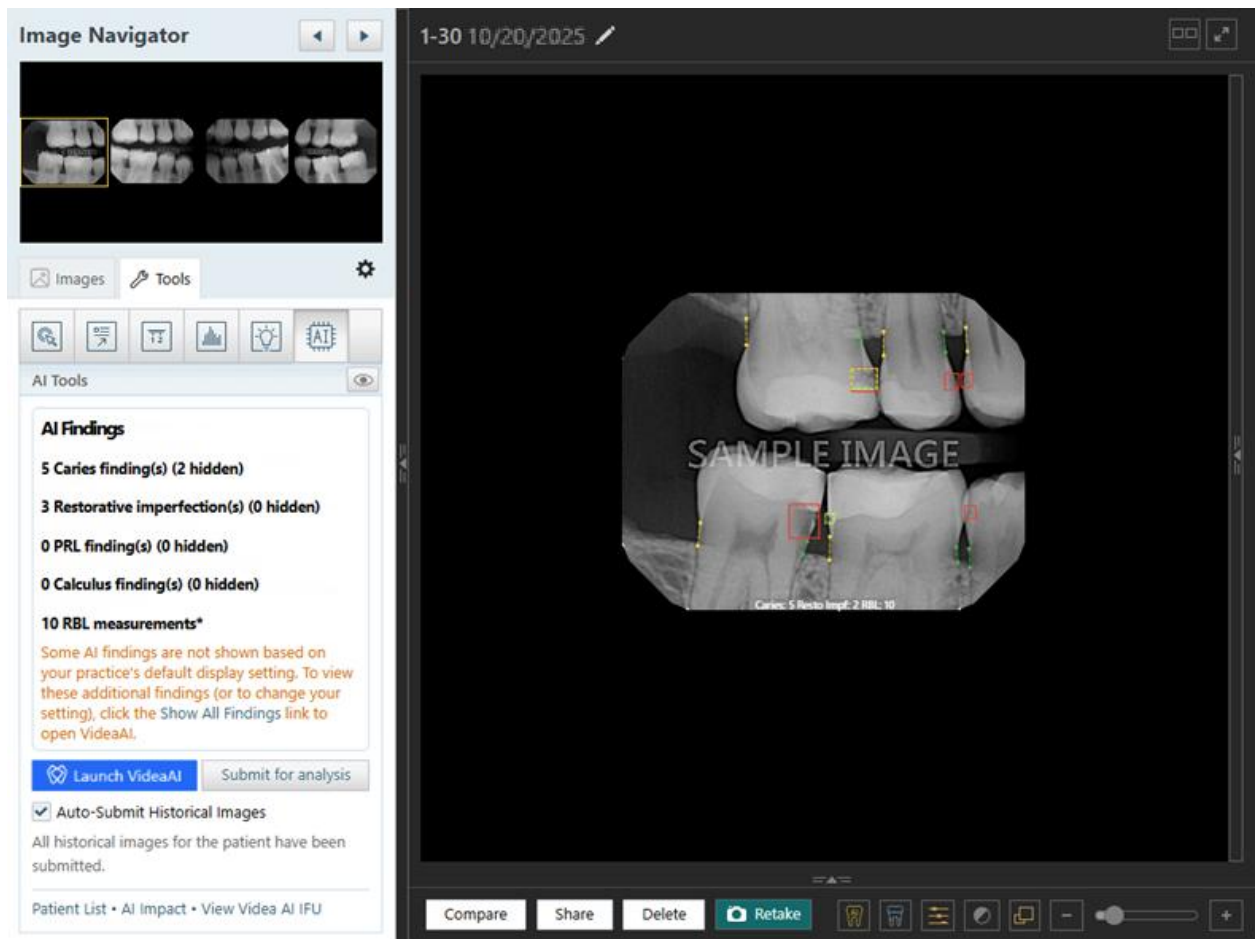 Image Navigator
Images
Tools
AI
AI Tools
AI Findings
5 Caries finding(s) (2 hidden)
3 Restorative imperfection(s) (0 hidden)
0 PRL finding(s) (0 hidden)
0 Calculus finding(s) (0 hidden)
10 RBL measurements*
Some AI findings are not shown based on
your practice's default display setting. To view
these additional findings (or to change your
setting), click the Show All Findings link to
open VideaAI.
Launch VideaAI
Submit for analysis
Auto-Submit Historical Images
All historical images for the patient have been
submitted.
Patient List • AI Impact • View Videa AI IFU
1-30 10/20/2025
SAMPLE IMAGE
Caries: 5 Resto Impf: 2 RBL: 10
Compare
Share
Delete
Retake